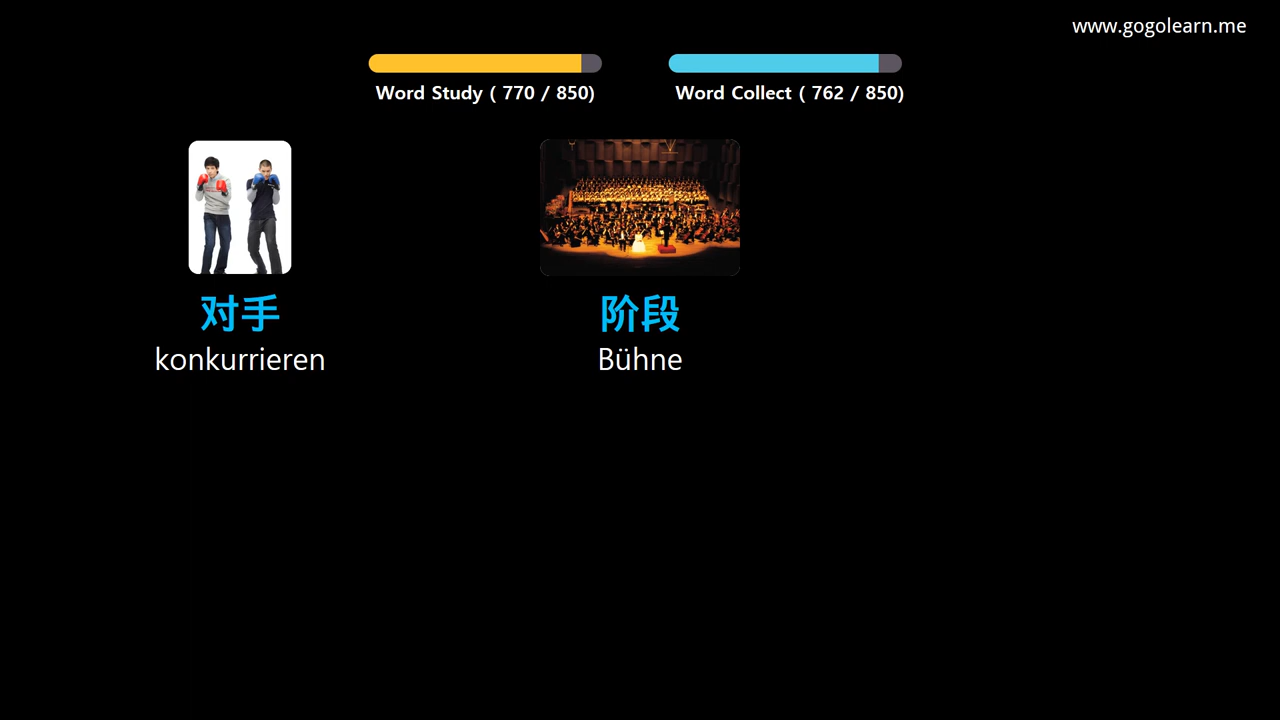 www.gogolearn.me
Word Study ( 770 / 850)
Word Collect ( 762 / 850)
对手
konkurrieren
阶段
Bühne